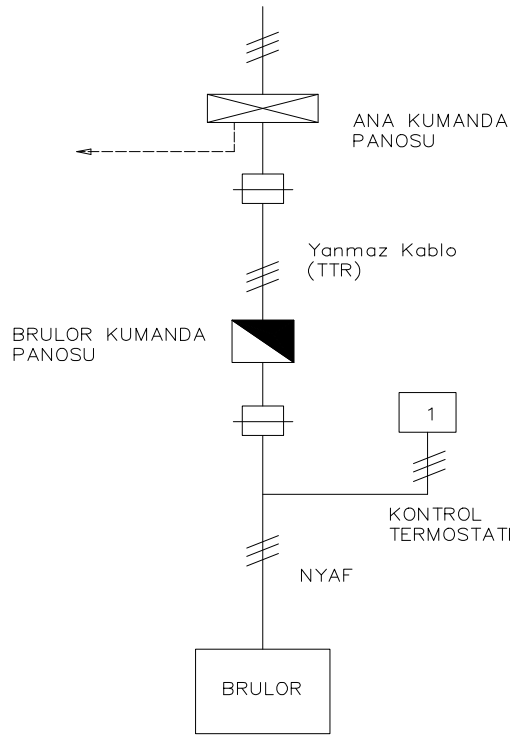 ANA KUMANDA
PANOSU
Yanmaz Kablo
(TTR)
BRULOR KUMANDA
PANOSU
1
KONTROL
TERMOSTATI
NYAF
BRULOR